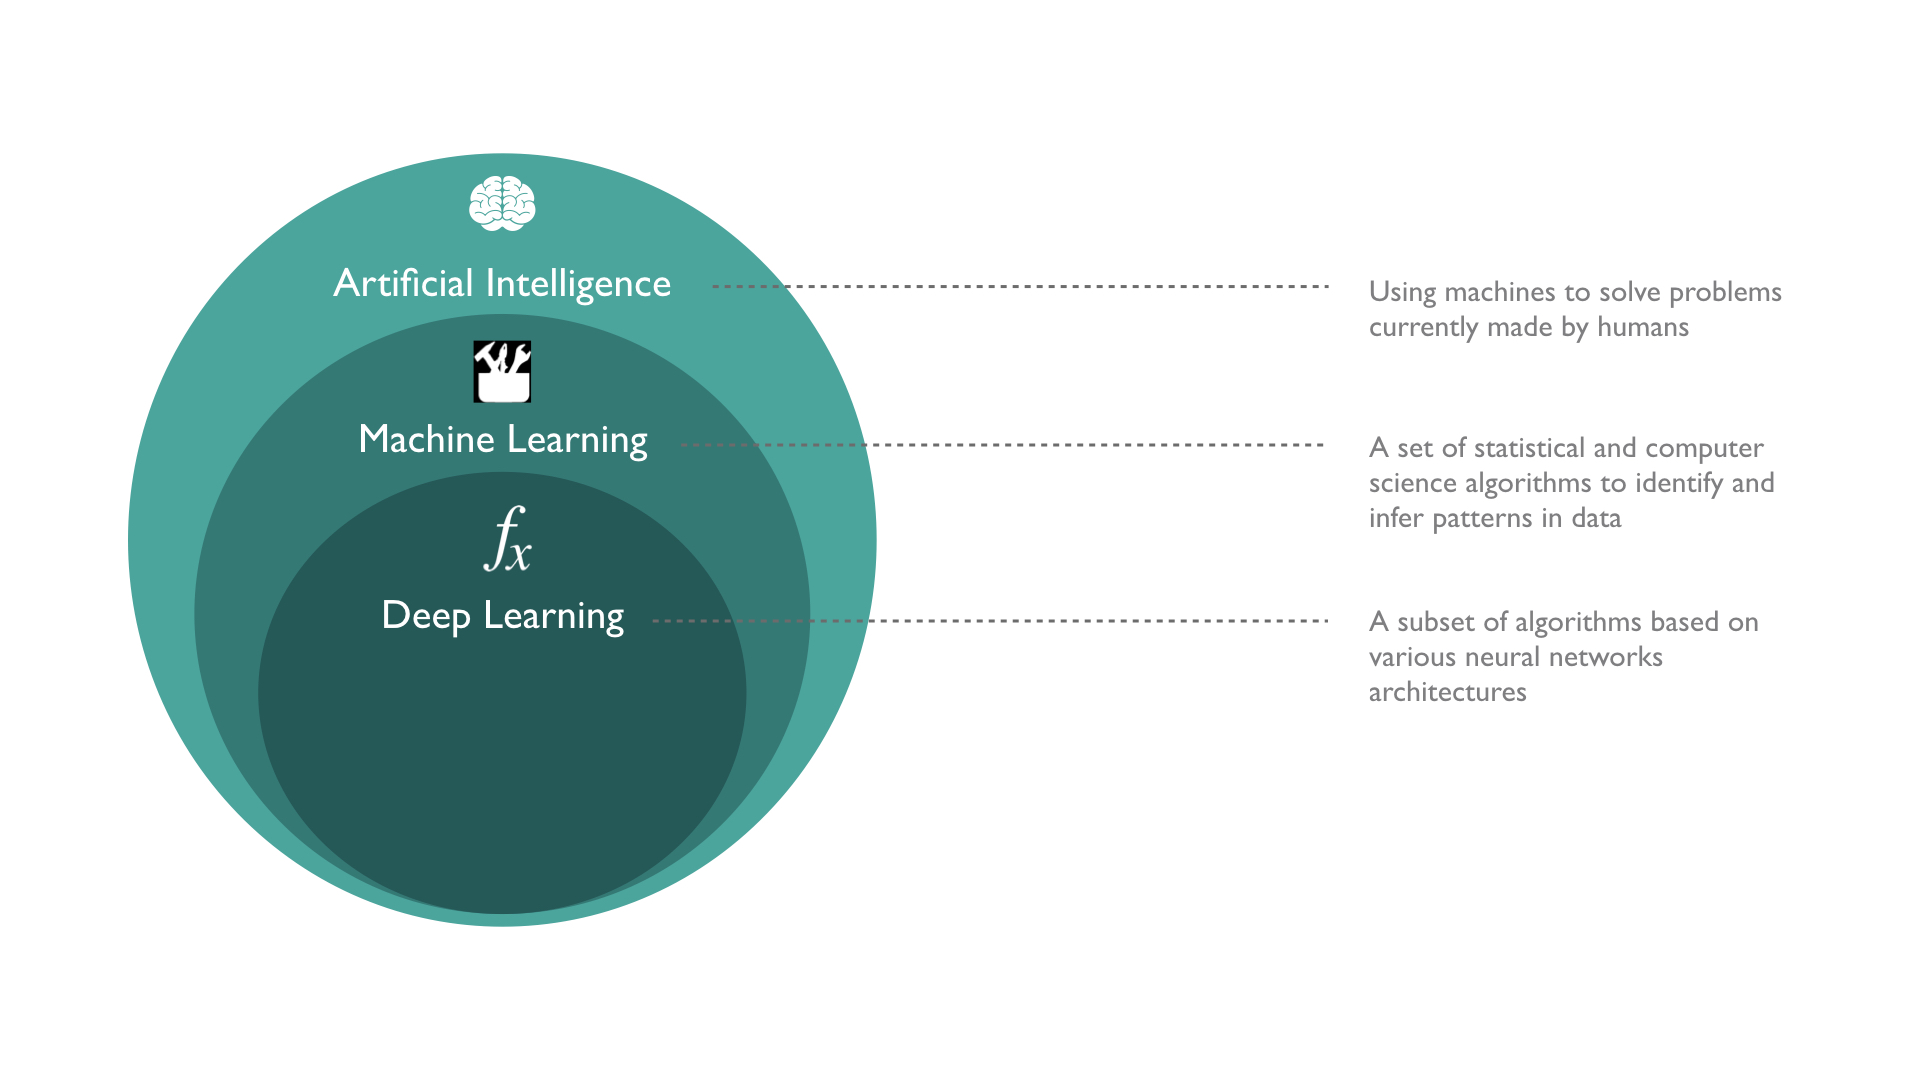 Artificial Intelligence
Using machines to solve problems
currently made by humans
Machine Learning
A set of statistical and computer
science algorithms to identify and
infer patterns in data
fx
Deep Learning
A subset of algorithms based on
various neural networks
architectures